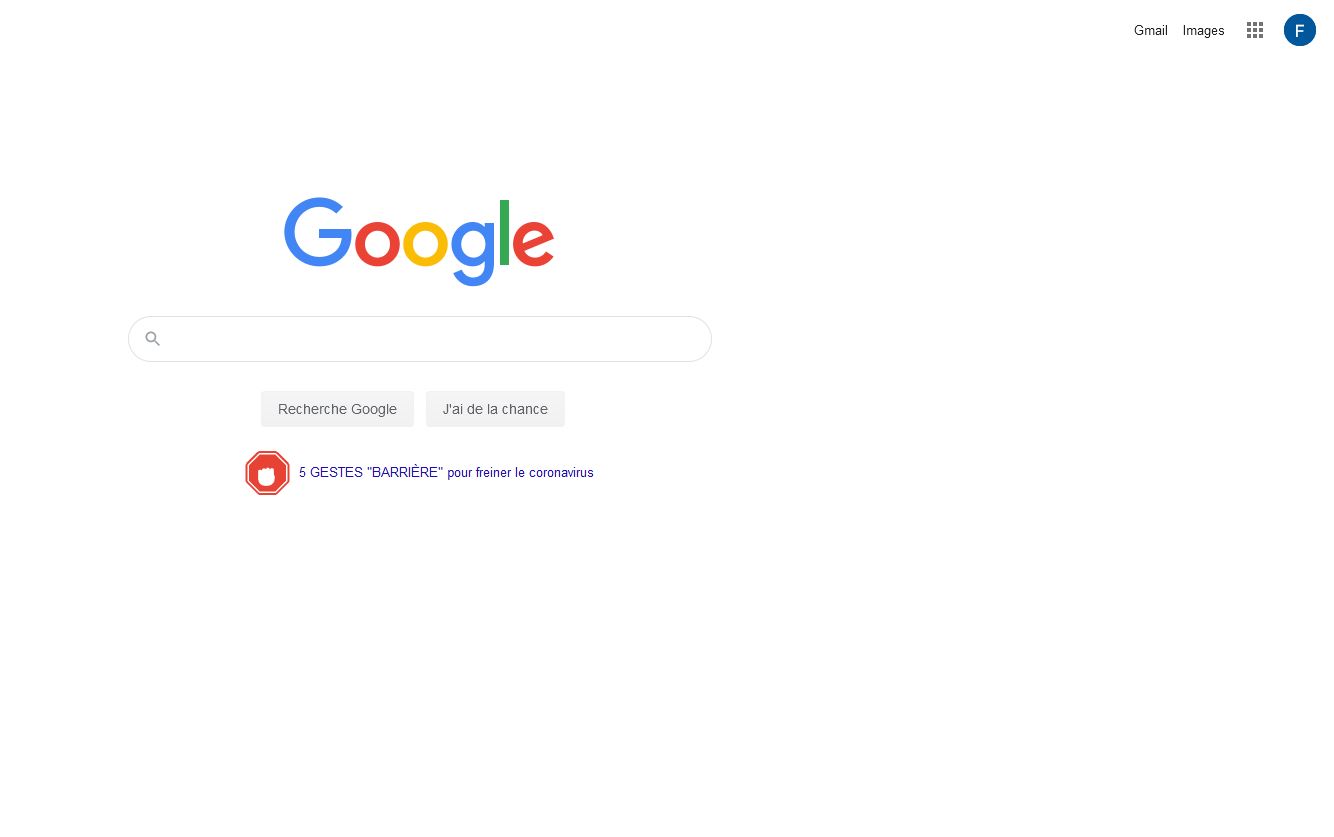 Gmail Images
F
Google
Recherche Google J'ai de la chance
5 GESTES "BARRIÈRE" pour freiner le coronavirus